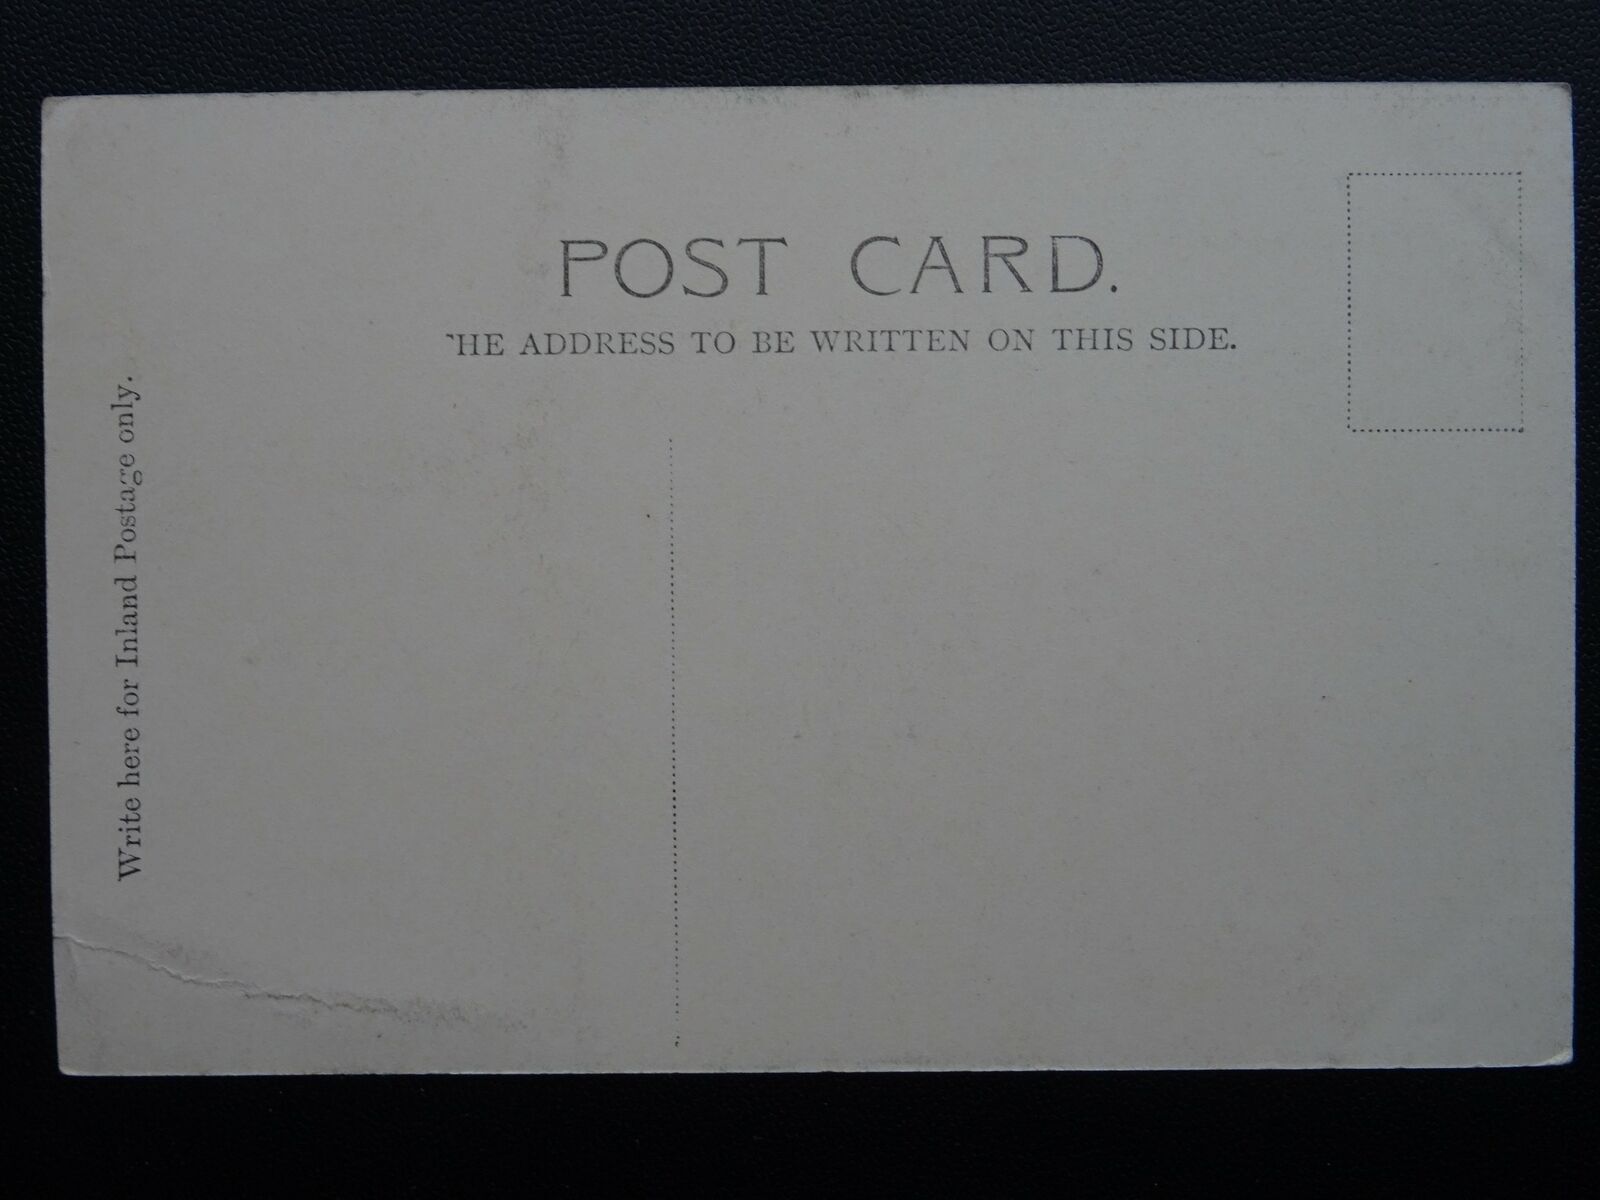 POST CARD.
'HE ADDRESS TO BE WRITTEN ON THIS SIDE.
Write here for Inland Postage only.